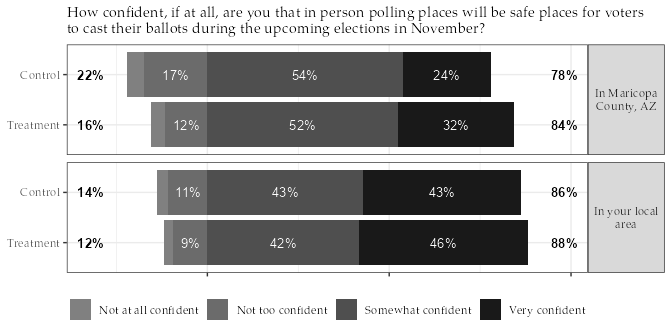 How confident, if at all, are you that in person polling places will be safe places for voters
to cast their ballots during the upcoming elections in November?
Control 22% 17% 54% 24% 78%
Treatment 16% 12% 52% 32% 84%
In Maricopa
County, AZ
Control 14% 11% 43% 43% 86%
Treatment 12% 9% 42% 46% 88%
In your local
area
Not at all confident Not too confident Somewhat confident Very confident